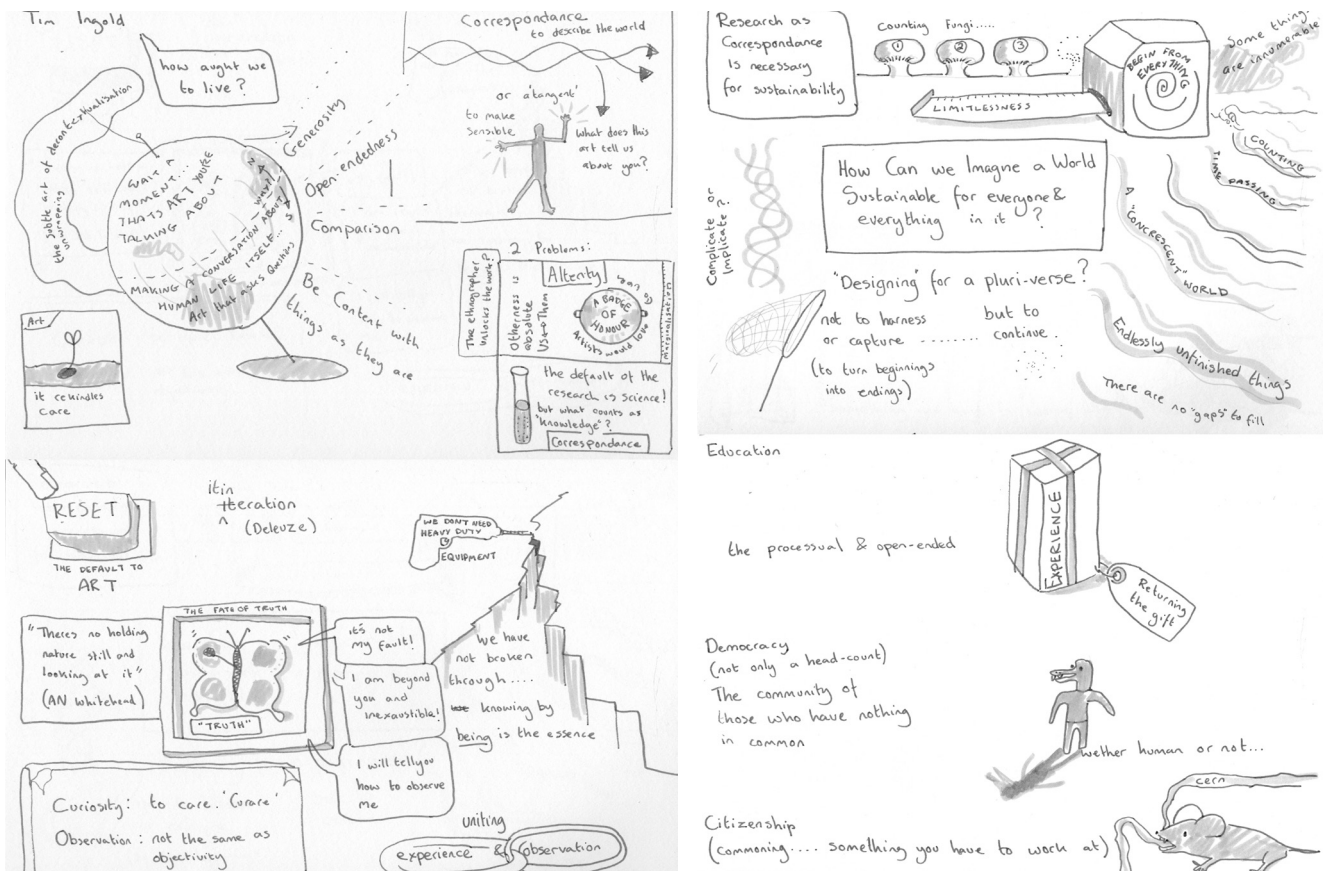 Tim Ingold
how aught we
to live?
the subtle art of decontextualisation
unwrapping
WAIT A
MOMENT...
THATS ART YOU'RE
TALKING ABOUT
WHY?
MAKING A CONVERSATION ABOUT
HUMAN LIFE ITSELF...
Art that asks Questions
Generosity
Open-endedness
Comparison
Be Content with
things as they are
Art
it rekindles
care
Correspondance
to describe the world
or a 'tangent'
to make
sensible
What does this
art tell us
about you?
2 Problems:
The ethnographer
unlocks the work?
Otherness is
absolute
Us↔Them
Alterity
A BADGE
OF
HONOUR
Artists would love
to wear
marginalisation
the default of the
research is science!
but what counts as
"knowledge"?
Correspondance
Research as
Correspondance
Is necessary
for sustainability
Counting Fungi.....
1
2
3
LIMITLESSNESS
BEGIN FROM
EVERYTHING
Some things
are innumerable
COUNTING
TIME PASSING
A "CONCRESCENT" WORLD
Endlessly unfinished things
There are no "gaps" to fill
Complicate or
Implicate?
How Can we Imagine a World
Sustainable for everyone &
everything in it ?
"Designing" for a pluri-verse?
not to harness
or capture ........
but to
continue.
(to turn beginnings
into endings)
RESET
THE DEFAULT TO
ART
itin
Iteration
(Deleuze)
WE DON'T NEED
HEAVY DUTY
EQUIPMENT
THE FATE OF TRUTH
"TRUTH"
"Theres no holding
nature still and
looking at it"
(AN Whitehead)
it's not
my fault!
I am beyond
you and
inexaustible!
I will tell you
how to observe
me
We have
not broken
through....
knowing by
being is the essence
Curiosity: to care. 'Curare'
Observation: not the same as
objectivity
uniting
experience & observation
Education
the processual & open-ended
EXPERIENCE
Returning
the gift
Democracy
(not only a head-count)
The community of
those who have nothing
in common
wether human or not...
cern
Citizenship
(commoning.... something you have to work at)